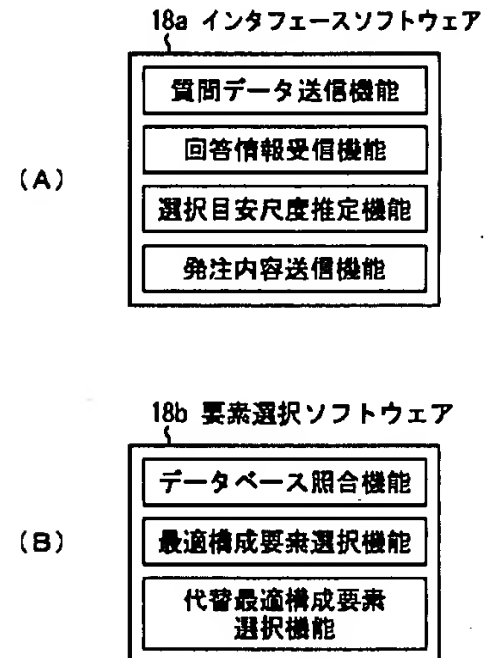 18a インタフェースソフトウェア
質問データ送信機能
回答情報受信機能
(A)
選択目安尺度推定機能
発注内容送信機能
18b 要素選択ソフトウェア
データベース照合機能
(B)
最適構成要素選択機能
代替最適構成要素
選択機能